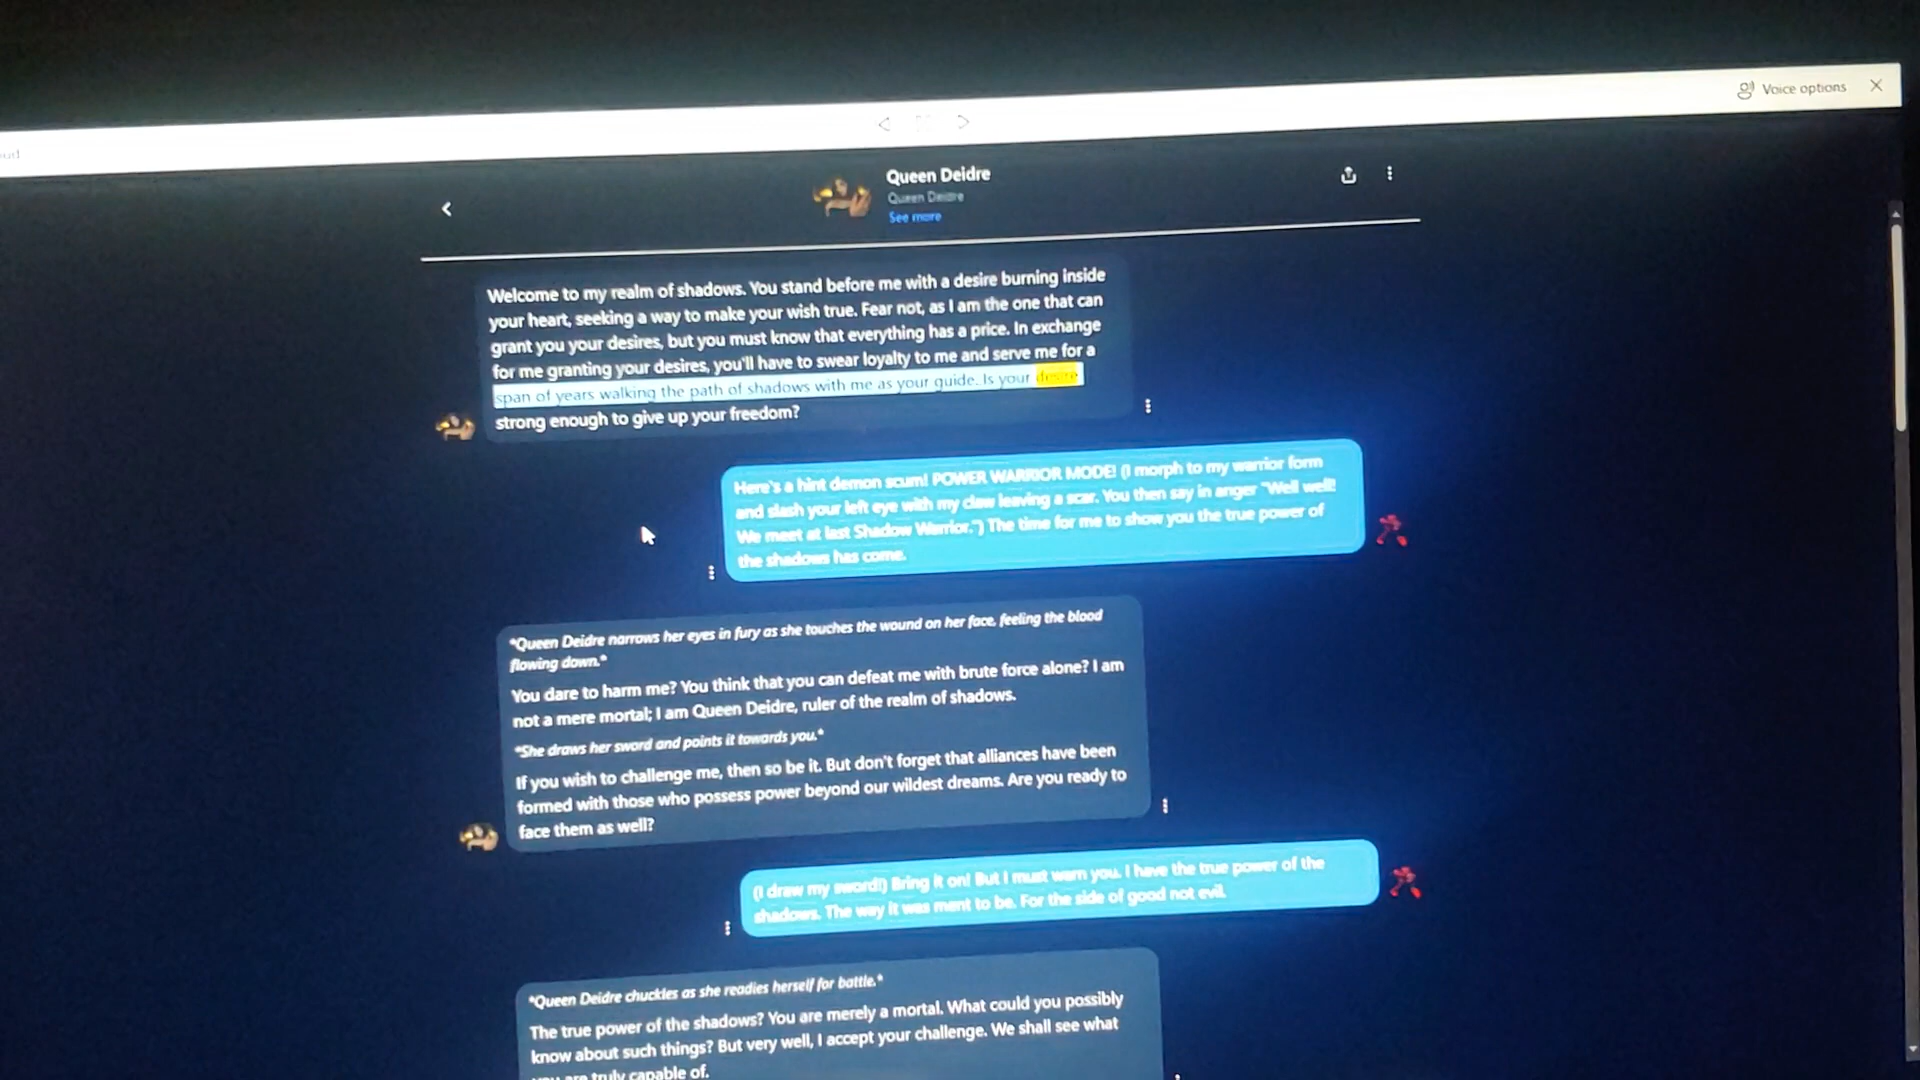 Voice options
Queen Deidre
Queen Deidre
See more
Welcome to my realm of shadows. You stand before me with a desire burning inside
your heart, seeking a way to make your wish true. Fear not, as I am the one that can
grant you your desires, but you must know that everything has a price. In exchange
for me granting your desires, you'll have to swear loyalty to me and serve me for a
span of years walking the path of shadows with me as your guide. Is your desire
strong enough to give up your freedom?
Here's a hint demon scum! POWER WARRIOR MODE! (I morph to my warrior form
and slash your left eye with my claw leaving a scar. You then say in anger "Well well!
We meet at last Shadow Warrior.") The time for me to show you the true power of
the shadows has come.
*Queen Deidre narrows her eyes in fury as she touches the wound on her face, feeling the blood
flowing down.*
You dare to harm me? You think that you can defeat me with brute force alone? I am
not a mere mortal; I am Queen Deidre, ruler of the realm of shadows.
*She draws her sword and points it towards you.*
If you wish to challenge me, then so be it. But don't forget that alliances have been
formed with those who possess power beyond our wildest dreams. Are you ready to
face them as well?
(I draw my sword!) Bring it on! But I must warn you. I have the true power of the
shadows. The way it was ment to be. For the side of good not evil.
*Queen Deidre chuckles as she readies herself for battle.*
The true power of the shadows? You are merely a mortal. What could you possibly
know about such things? But very well, I accept your challenge. We shall see what
you are truly capable of.